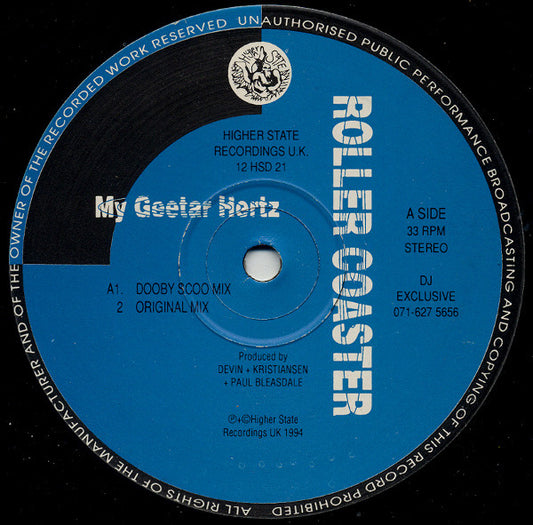 ALL RIGHTS OF THE MANUFACTURER AND OF THE OWNER OF THE RECORDED WORK RESERVED UNAUTHORISED PUBLIC PERFORMANCE BROADCASTING AND COPYING OF THIS RECORD PROHIBITED
HIGHER STATE
RECORDINGS U.K.
12 HSD 21
My Geetar Hertz
ROLLER COASTER
A SIDE
33 RPM
STEREO
A1. DOOBY SCOO MIX
2 ORIGINAL MIX
DJ
EXCLUSIVE
071-627 5656
Produced by
DEVIN + KRISTIANSEN
+ PAUL BLEASDALE
℗+©Higher State
Recordings UK 1994